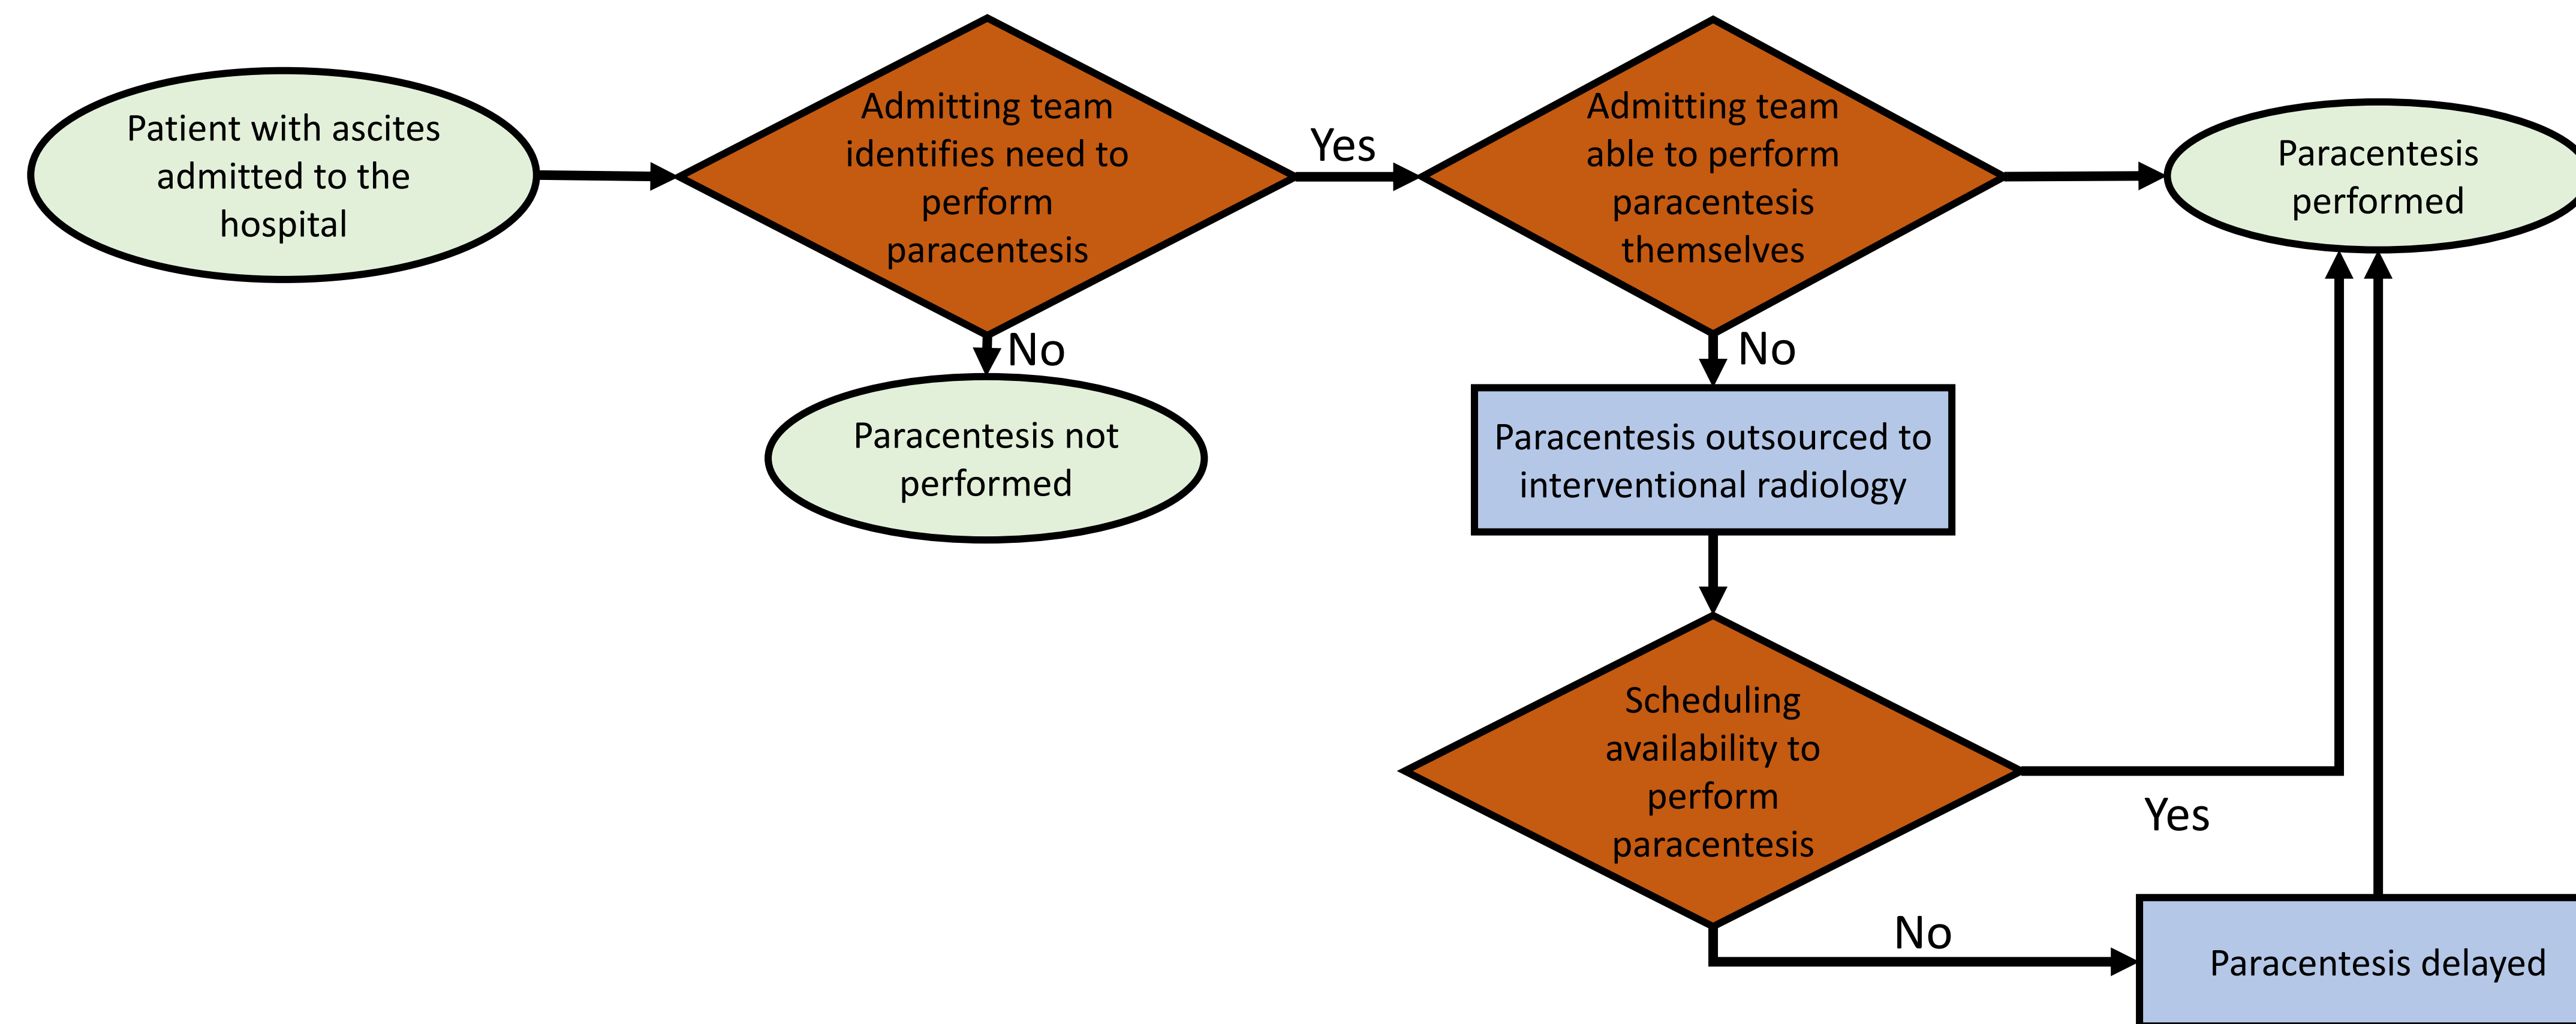 Patient with ascites
admitted to the
hospital
Admitting team
identifies need to
perform
paracentesis
Yes
Admitting team
able to perform
paracentesis
themselves
Paracentesis
performed
No
Paracentesis not
performed
No
Paracentesis outsourced to
interventional radiology
Scheduling
availability to
perform
paracentesis
Yes
No
Paracentesis delayed